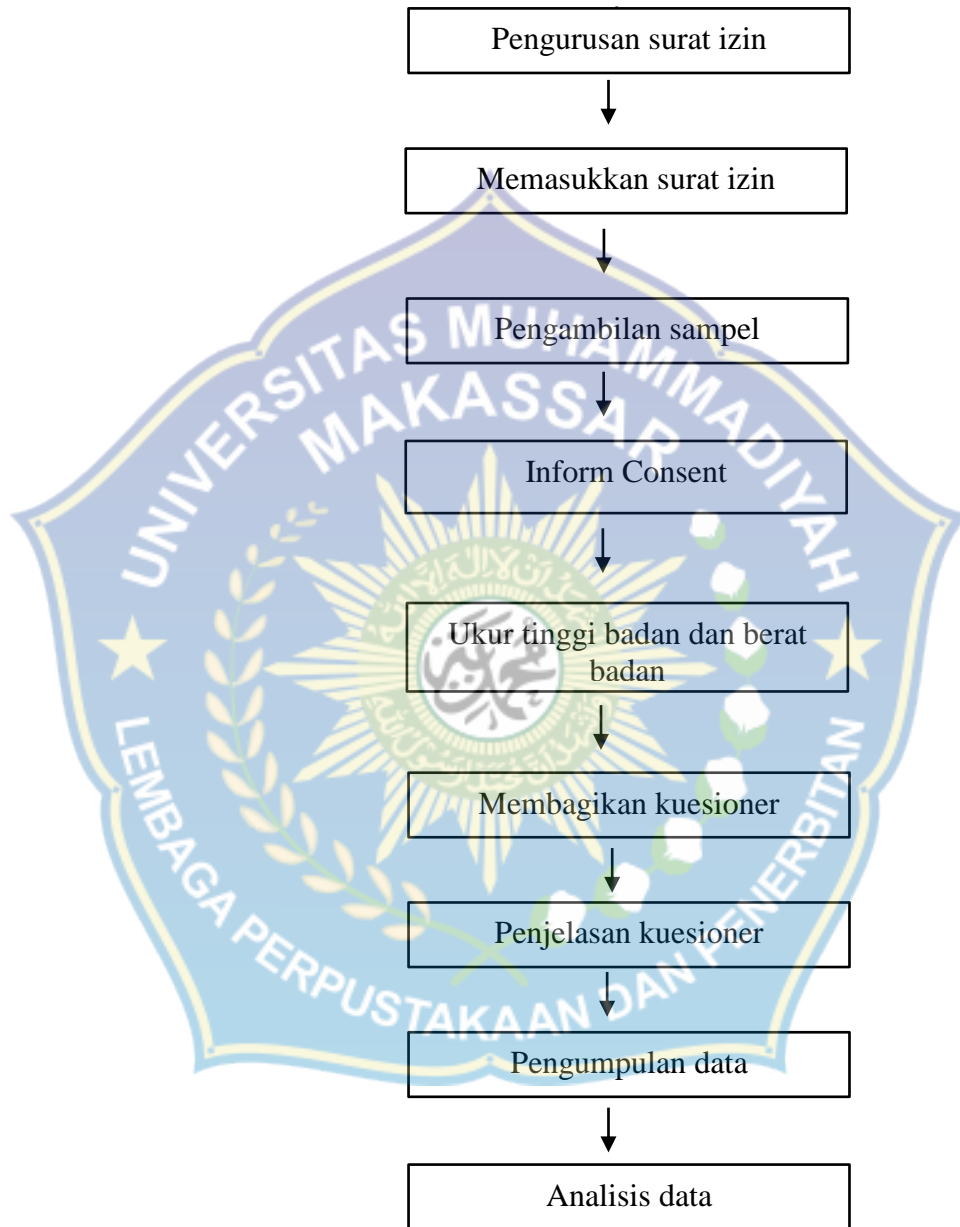 Pengurusan surat izin
Memasukkan surat izin
Pengambilan sampel
UNIVERSITAS MUHAMMADIYAH
MAKASSAR
Inform Consent
Ukur tinggi badan dan berat
badan
Membagikan kuesioner
Penjelasan kuesioner
LEMBAGA PERPUSTAKAAN DAN PENERBITAN
Pengumpulan data
Analisis data